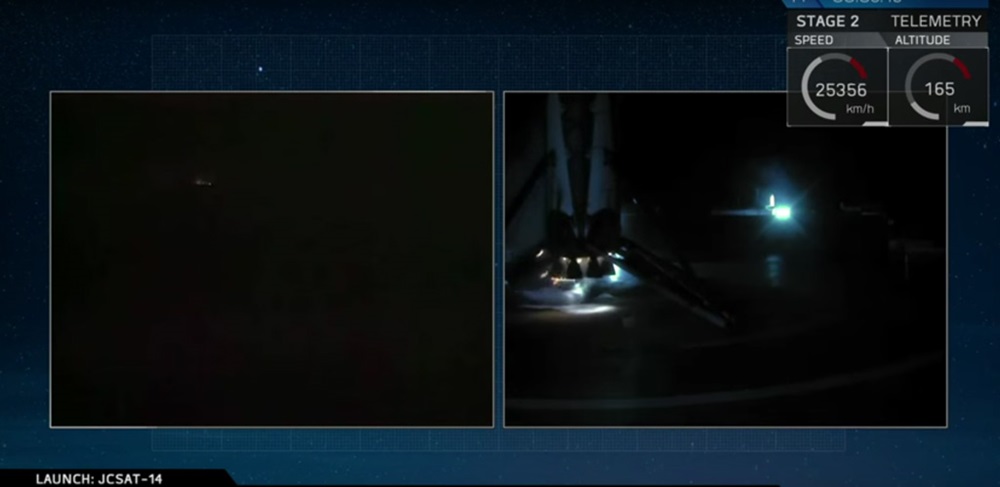 STAGE 2 TELEMETRY
SPEED ALTITUDE
25356 165
km/h km
LAUNCH: JCSAT-14